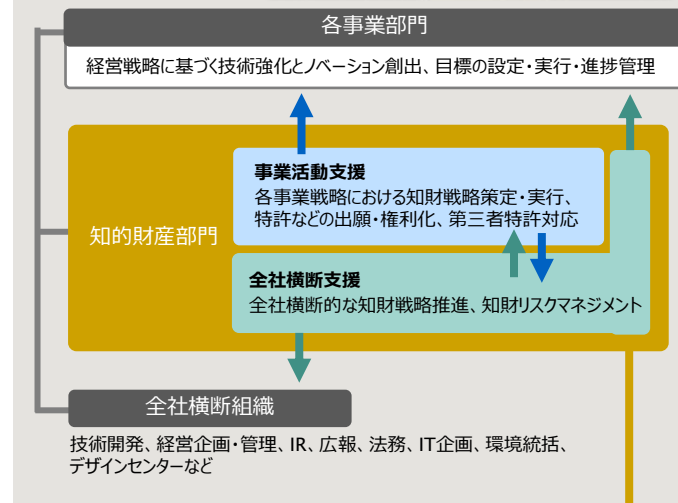 各事業部門
経営戦略に基づく技術強化とノベーション創出、目標の設定・実行・進捗管理
知的財産部門
事業活動支援
各事業戦略における知財戦略策定・実行、
特許などの出願・権利化、第三者特許対応
全社横断支援
全社横断的な知財戦略推進、知財リスクマネジメント
全社横断組織
技術開発、経営企画・管理、IR、広報、法務、IT企画、環境統括、
デザインセンターなど